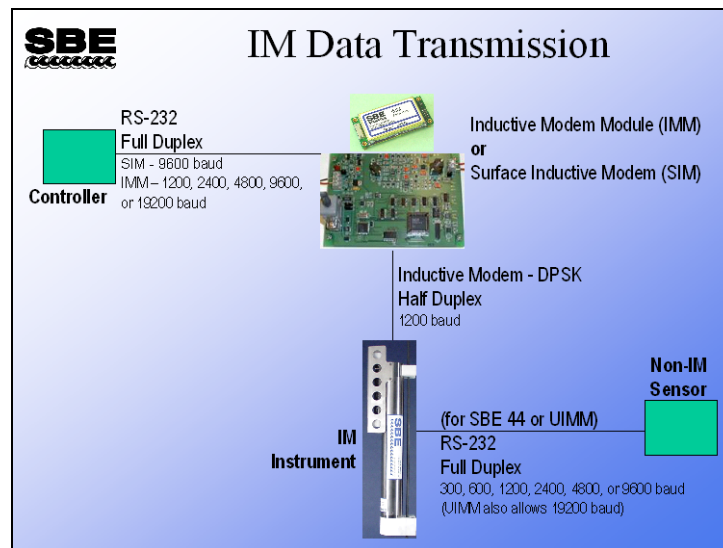 SBE
IM Data Transmission
RS-232
Full Duplex
SIM - 9600 baud
IMM – 1200, 2400, 4800, 9600,
or 19200 baud
Controller
SBE
Inductive Modem Module (IMM)
or
Surface Inductive Modem (SIM)
Inductive Modem - DPSK
Half Duplex
1200 baud
IM
Instrument
SBE
Non-IM
Sensor
(for SBE 44 or UIMM)
RS-232
Full Duplex
300, 600, 1200, 2400, 4800, or 9600 baud
(UIMM also allows 19200 baud)